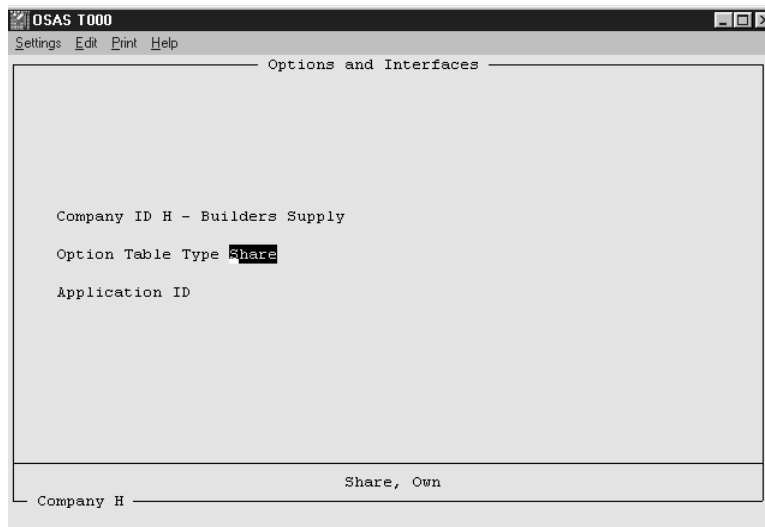 OSAS T000
Settings Edit Print Help
Options and Interfaces
Company ID H - Builders Supply
Option Table Type Share
Application ID
Share, Own
Company H